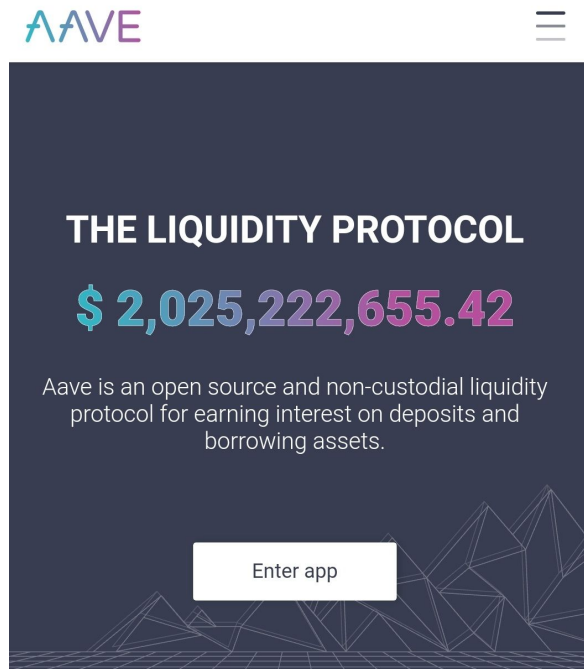 AAVE
THE LIQUIDITY PROTOCOL
$ 2,025,222,655.42
Aave is an open source and non-custodial liquidity
protocol for earning interest on deposits and
borrowing assets.
Enter app